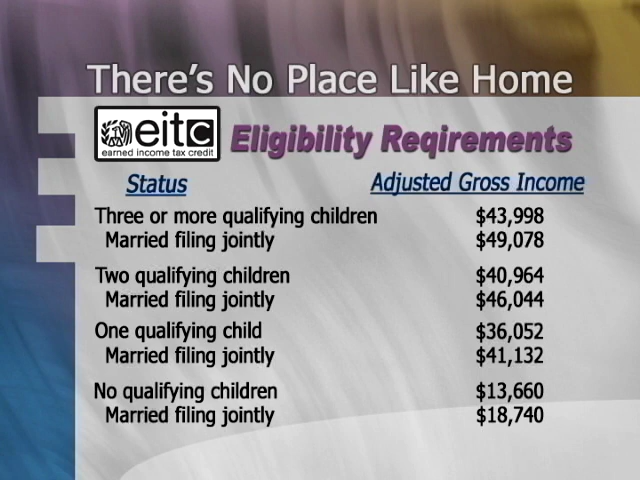 There's No Place Like Home
eitc
earned income tax credit
Eligibility Reqirements
Status Adjusted Gross Income
Three or more qualifying children $43,998
Married filing jointly $49,078
Two qualifying children $40,964
Married filing jointly $46,044
One qualifying child $36,052
Married filing jointly $41,132
No qualifying children $13,660
Married filing jointly $18,740